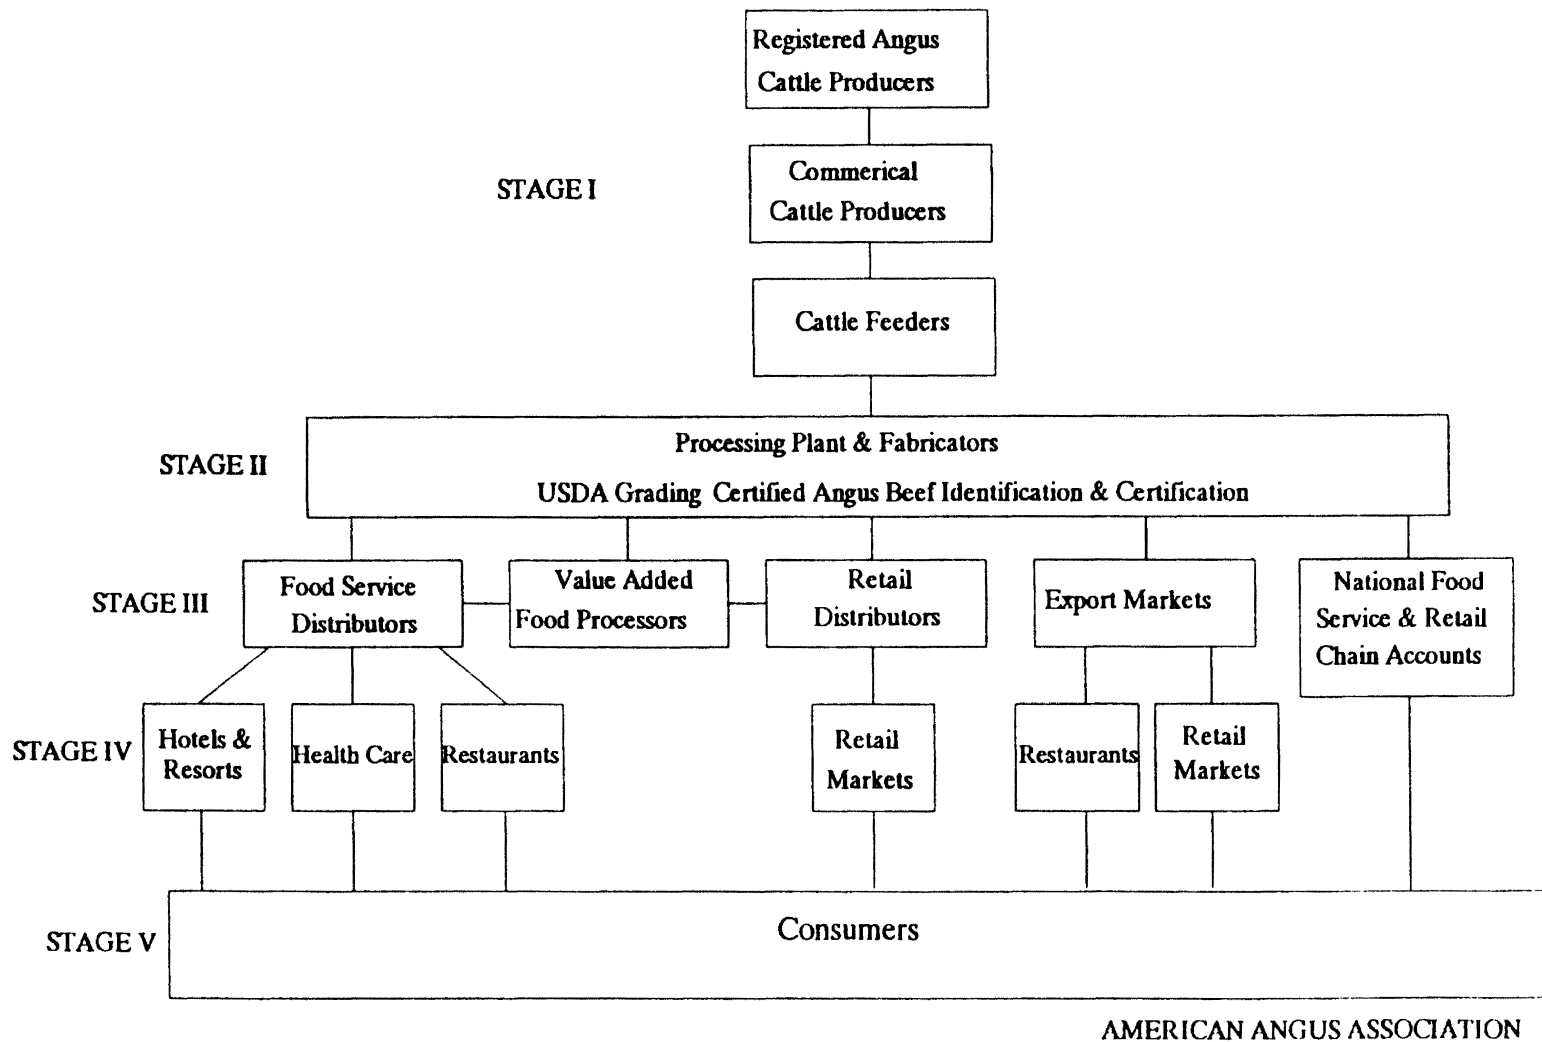 Registered Angus
Cattle Producers
STAGE I
Commerical
Cattle Producers
Cattle Feeders
STAGE II
Processing Plant & Fabricators
USDA Grading Certified Angus Beef Identification & Certification
STAGE III
Food Service
Distributors
Value Added
Food Processors
Retail
Distributors
Export Markets
National Food
Service & Retail
Chain Accounts
STAGE IV
Hotels &
Resorts
Health Care
Restaurants
Retail
Markets
Restaurants
Retail
Markets
STAGE V
Consumers
AMERICAN ANGUS ASSOCIATION